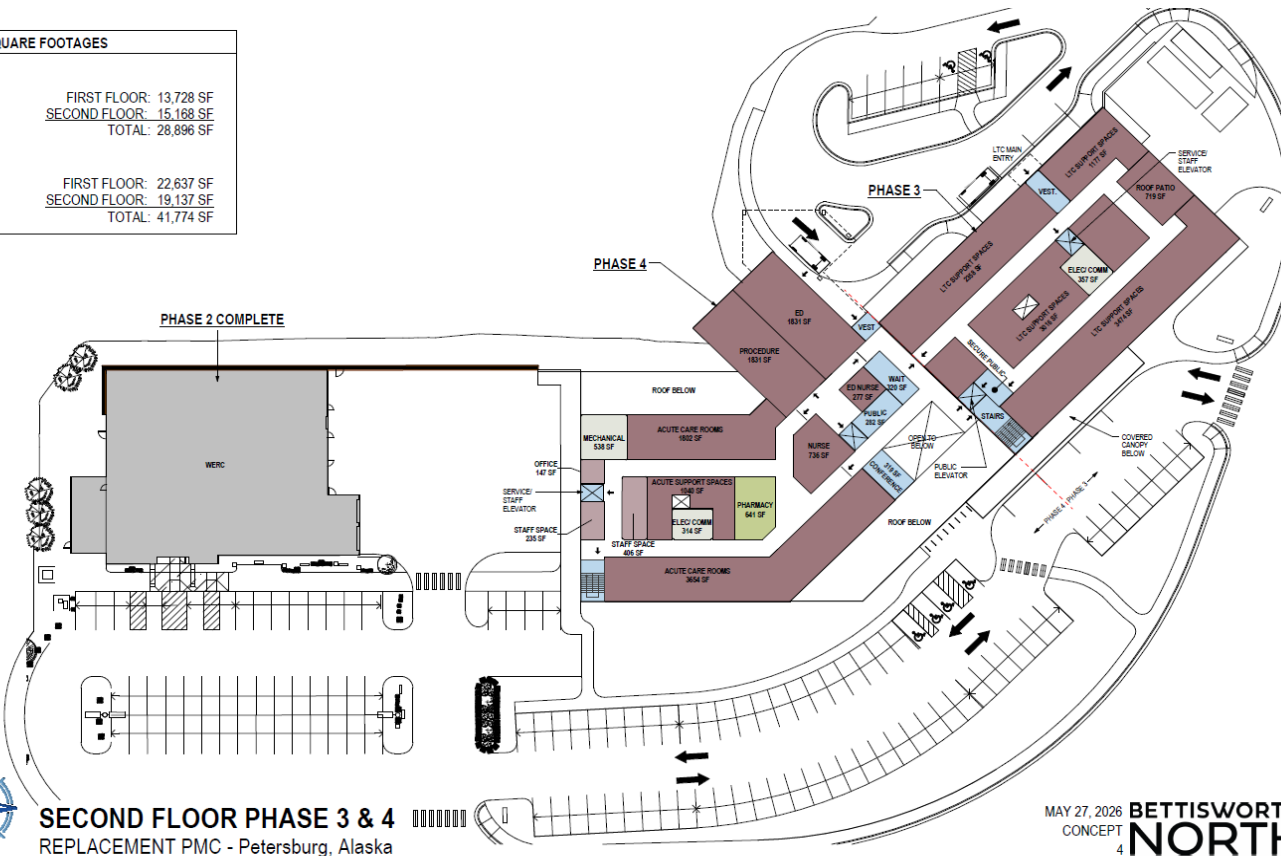 QUARE FOOTAGES
FIRST FLOOR: 13,728 SF
SECOND FLOOR: 15,168 SF
TOTAL: 28,896 SF
FIRST FLOOR: 22,637 SF
SECOND FLOOR: 19,137 SF
TOTAL: 41,774 SF
PHASE 2 COMPLETE
PHASE 4
PHASE 3
LTC MAIN
ENTRY
SERVICE/
STAFF
ELEVATOR
LTC SUPPORT SPACES
1177 SF
VEST.
ROOF PATIO
719 SF
LTC SUPPORT SPACES
ELEC/ COMM
357 SF
LTC SUPPORT SPACES
LTC SUPPORT SPACES
3474 SF
SECURE PUBLIC
ED
1831 SF
VEST
PROCEDURE
1831 SF
WAIT
320 SF
ED NURSE
277 SF
PUBLIC
282 SF
STAIRS
OPEN TO
BELOW
PUBLIC
ELEVATOR
COVERED
CANOPY
BELOW
PHASE 4
PHASE 3
ROOF BELOW
MECHANICAL
538 SF
ACUTE CARE ROOMS
1802 SF
NURSE
736 SF
319 SF
CONFERENCE
WERC
OFFICE
147 SF
SERVICE/
STAFF
ELEVATOR
ACUTE SUPPORT SPACES
1040 SF
PHARMACY
641 SF
ELEC/ COMM
314 SF
STAFF SPACE
235 SF
STAFF SPACE
406 SF
ROOF BELOW
ACUTE CARE ROOMS
3654 SF
SECOND FLOOR PHASE 3 & 4
REPLACEMENT PMC - Petersburg, Alaska
MAY 27, 2026
CONCEPT
4
BETTISWORT
NORTH